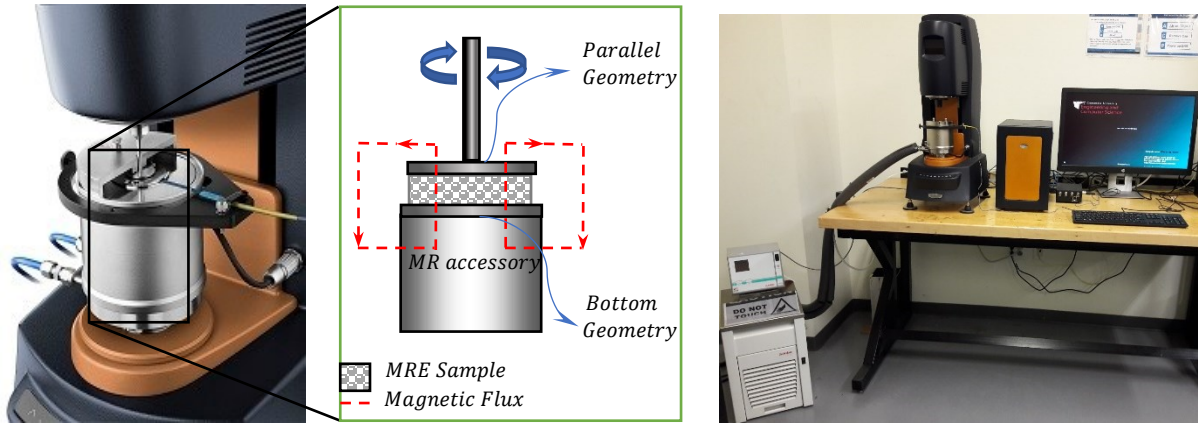 Parallel
Geometry
MR accessory
Bottom
Geometry
MRE Sample
Magnetic Flux
DO NOT
TOUCH